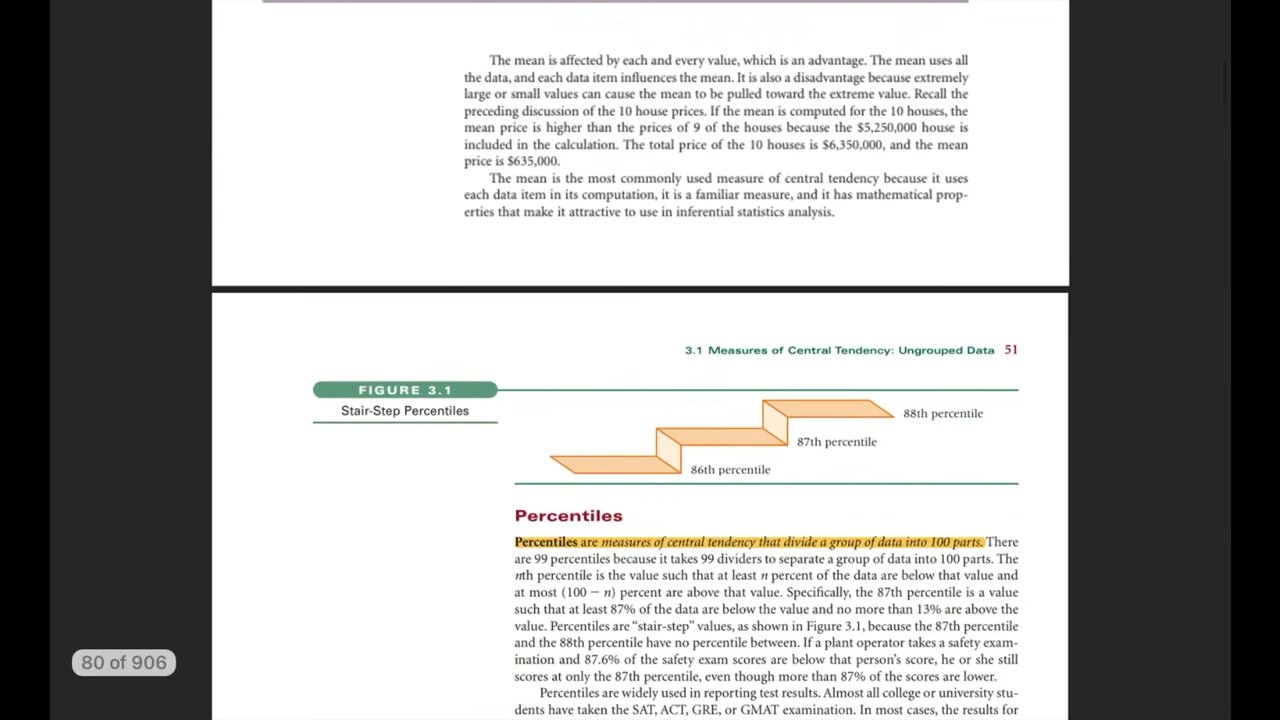 The mean is affected by each and every value, which is an advantage. The mean uses all
the data, and each data item influences the mean. It is also a disadvantage because extremely
large or small values can cause the mean to be pulled toward the extreme value. Recall the
preceding discussion of the 10 house prices. If the mean is computed for the 10 houses, the
mean price is higher than the prices of 9 of the houses because the $5,250,000 house is
included in the calculation. The total price of the 10 houses is $6,350,000, and the mean
price is $635,000.
The mean is the most commonly used measure of central tendency because it uses
each data item in its computation, it is a familiar measure, and it has mathematical prop-
erties that make it attractive to use in inferential statistics analysis.
3.1 Measures of Central Tendency: Ungrouped Data 51
FIGURE 3.1
Stair-Step Percentiles
88th percentile
87th percentile
86th percentile
Percentiles
Percentiles are measures of central tendency that divide a group of data into 100 parts. There
are 99 percentiles because it takes 99 dividers to separate a group of data into 100 parts. The
nth percentile is the value such that at least n percent of the data are below that value and
at most (100 − n) percent are above that value. Specifically, the 87th percentile is a value
such that at least 87% of the data are below the value and no more than 13% are above the
value. Percentiles are “stair-step” values, as shown in Figure 3.1, because the 87th percentile
and the 88th percentile have no percentile between. If a plant operator takes a safety exam-
ination and 87.6% of the safety exam scores are below that person’s score, he or she still
scores at only the 87th percentile, even though more than 87% of the scores are lower.
Percentiles are widely used in reporting test results. Almost all college or university stu-
dents have taken the SAT, ACT, GRE, or GMAT examination. In most cases, the results for
80 of 906